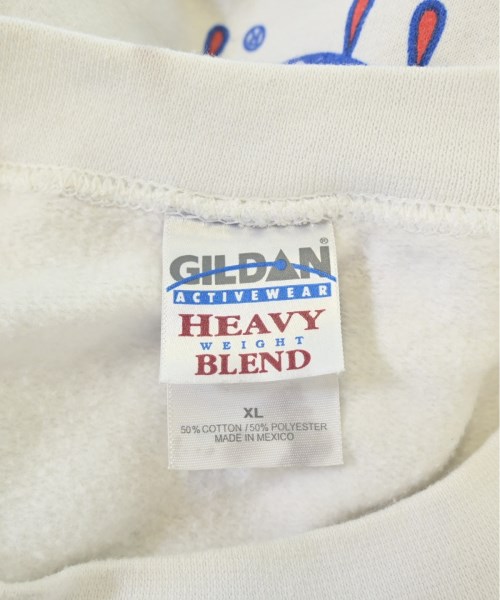 GILDAN®
ACTIVEWEAR
HEAVY
WEIGHT
BLEND
XL
50% COTTON / 50% POLYESTER
MADE IN MEXICO